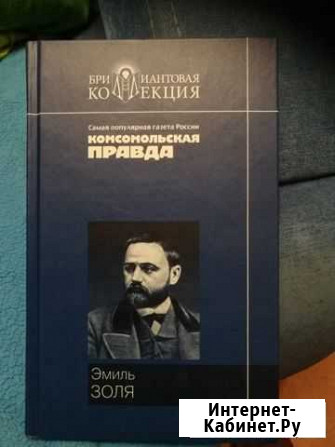 БРИЛЛИАНТОВАЯ
КОЛЛЕКЦИЯ
Самая популярная газета России
КОМСОМОЛЬСКАЯ
ПРАВДА
Эмиль
ЗОЛЯ
Интернет-
Кабинет.Ру